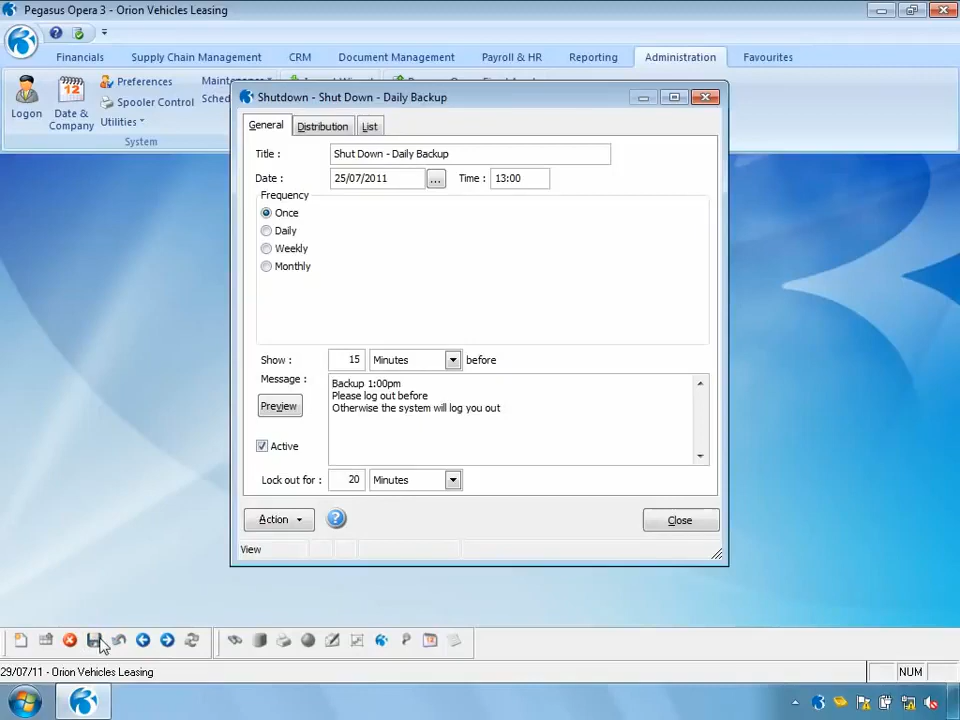 Pegasus Opera 3 - Orion Vehicles Leasing
Financials Supply Chain Management CRM Document Management Payroll & HR Reporting Administration Favourites
Logon
Date & Company
Preferences
Spooler Control
Utilities
System
Shutdown - Shut Down - Daily Backup
General Distribution List
Title : Shut Down - Daily Backup
Date : 25/07/2011 ... Time : 13:00
Frequency
Once
Daily
Weekly
Monthly
Show : 15 Minutes before
Message : Backup 1:00pm
Please log out before
Otherwise the system will log you out
Preview
Active
Lock out for : 20 Minutes
Action Close
View
29/07/11 - Orion Vehicles Leasing NUM